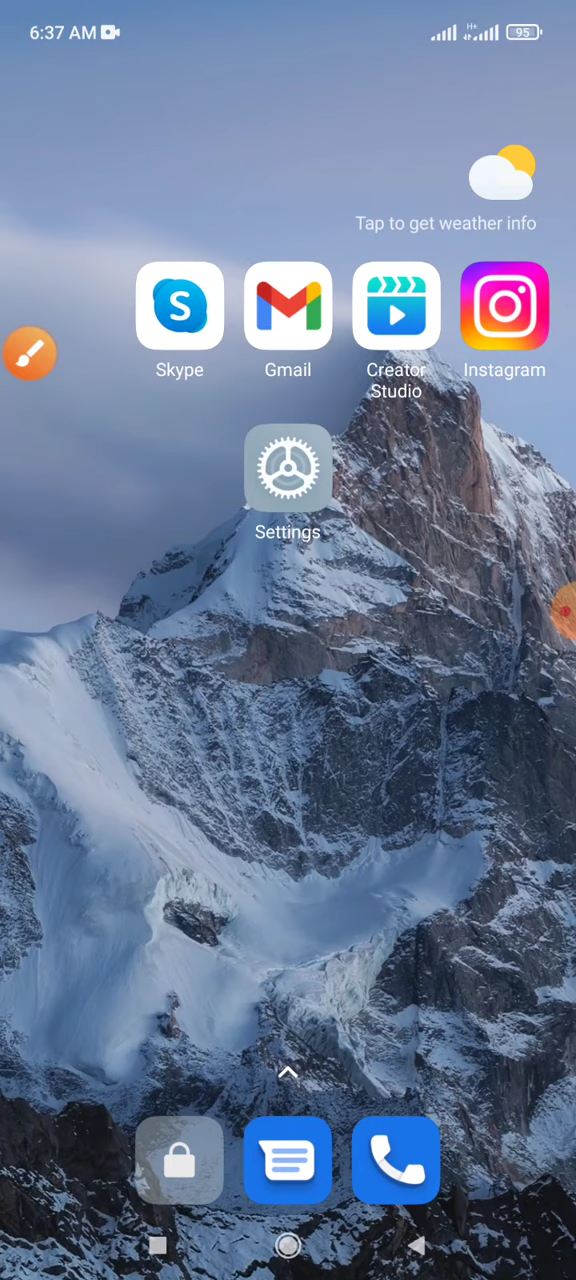 6:37 AM
H+
95
Tap to get weather info
S
Skype
Gmail
Creator
Studio
Instagram
Settings